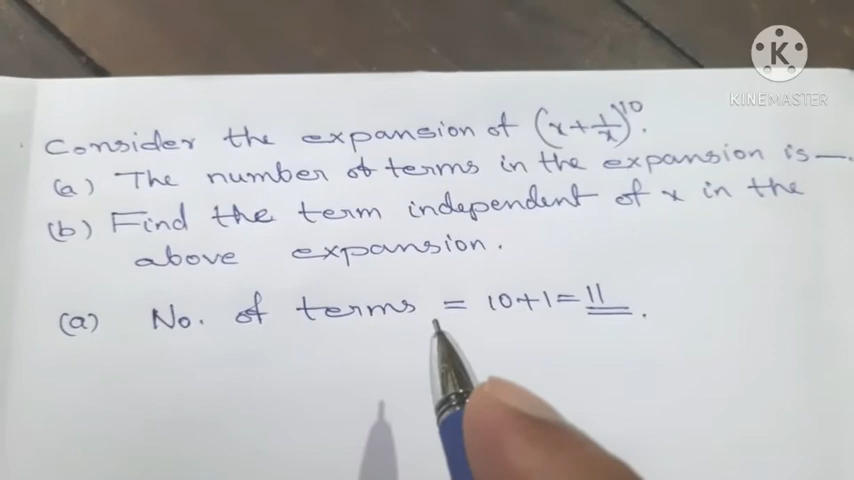 KINEMASTER
Consider the expansion of (x+1/x)^10.
(a) The number of terms in the expansion is —.
(b) Find the term independent of x in the
above expansion.
(a) No. of terms = 10+1=11.